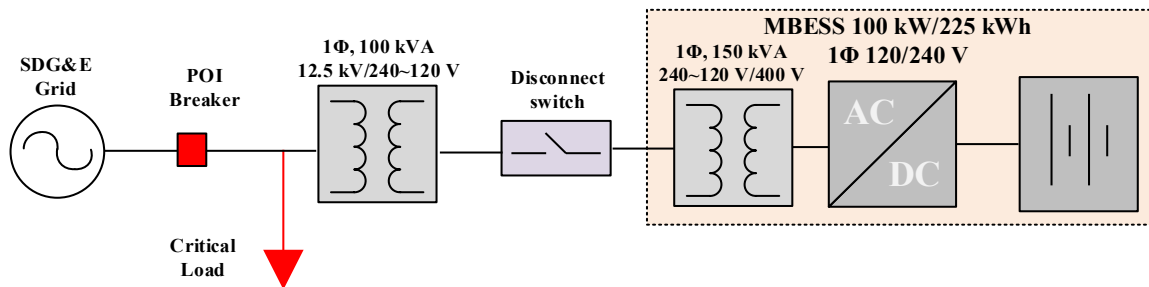 SDG&E
Grid
POI
Breaker
Critical
Load
1Φ, 100 kVA
12.5 kV/240~120 V
Disconnect
switch
MBESS 100 kW/225 kWh
1Φ 120/240 V
1Φ, 150 kVA
240~120 V/400 V
AC
DC